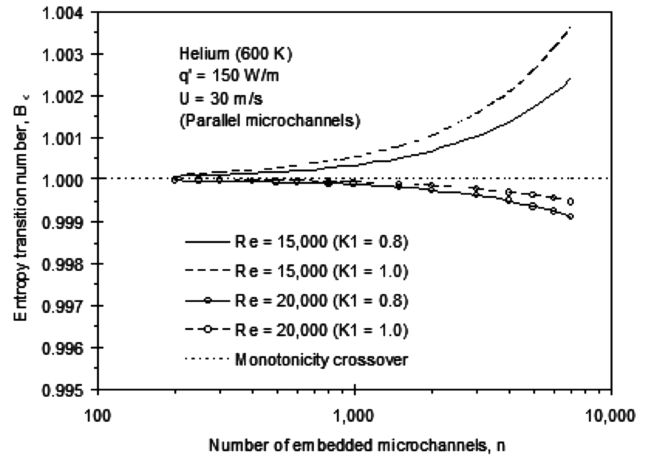 1.004
1.003
1.002
1.001
1.000
0.999
0.998
0.997
0.996
0.995
Entropy transition number, B
Helium (600 K)
q' = 150 W/m
U = 30 m/s
(Parallel microchannels)
Re = 15,000 (K1 = 0.8)
Re = 15,000 (K1 = 1.0)
Re = 20,000 (K1 = 0.8)
Re = 20,000 (K1 = 1.0)
Monotonicity crossover
100
1,000
10,000
Number of embedded microchannels, n